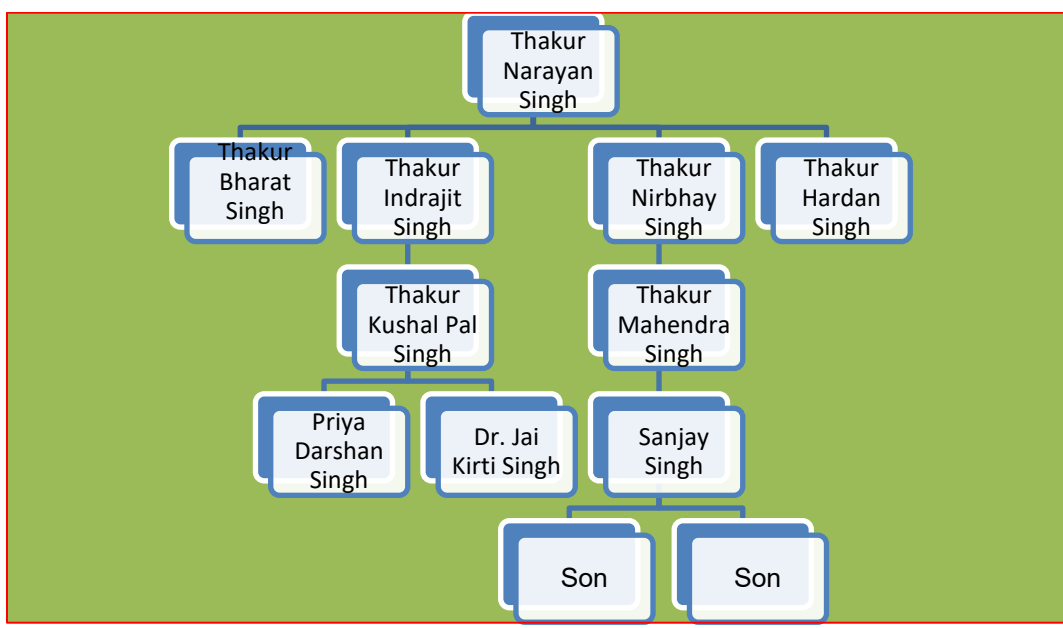 Thakur
Narayan
Singh
Thakur
Bharat
Singh
Thakur
Indrajit
Singh
Thakur
Nirbhay
Singh
Thakur
Hardan
Singh
Thakur
Kushal Pal
Singh
Thakur
Mahendra
Singh
Priya
Darshan
Singh
Dr. Jai
Kirti Singh
Sanjay
Singh
Son
Son